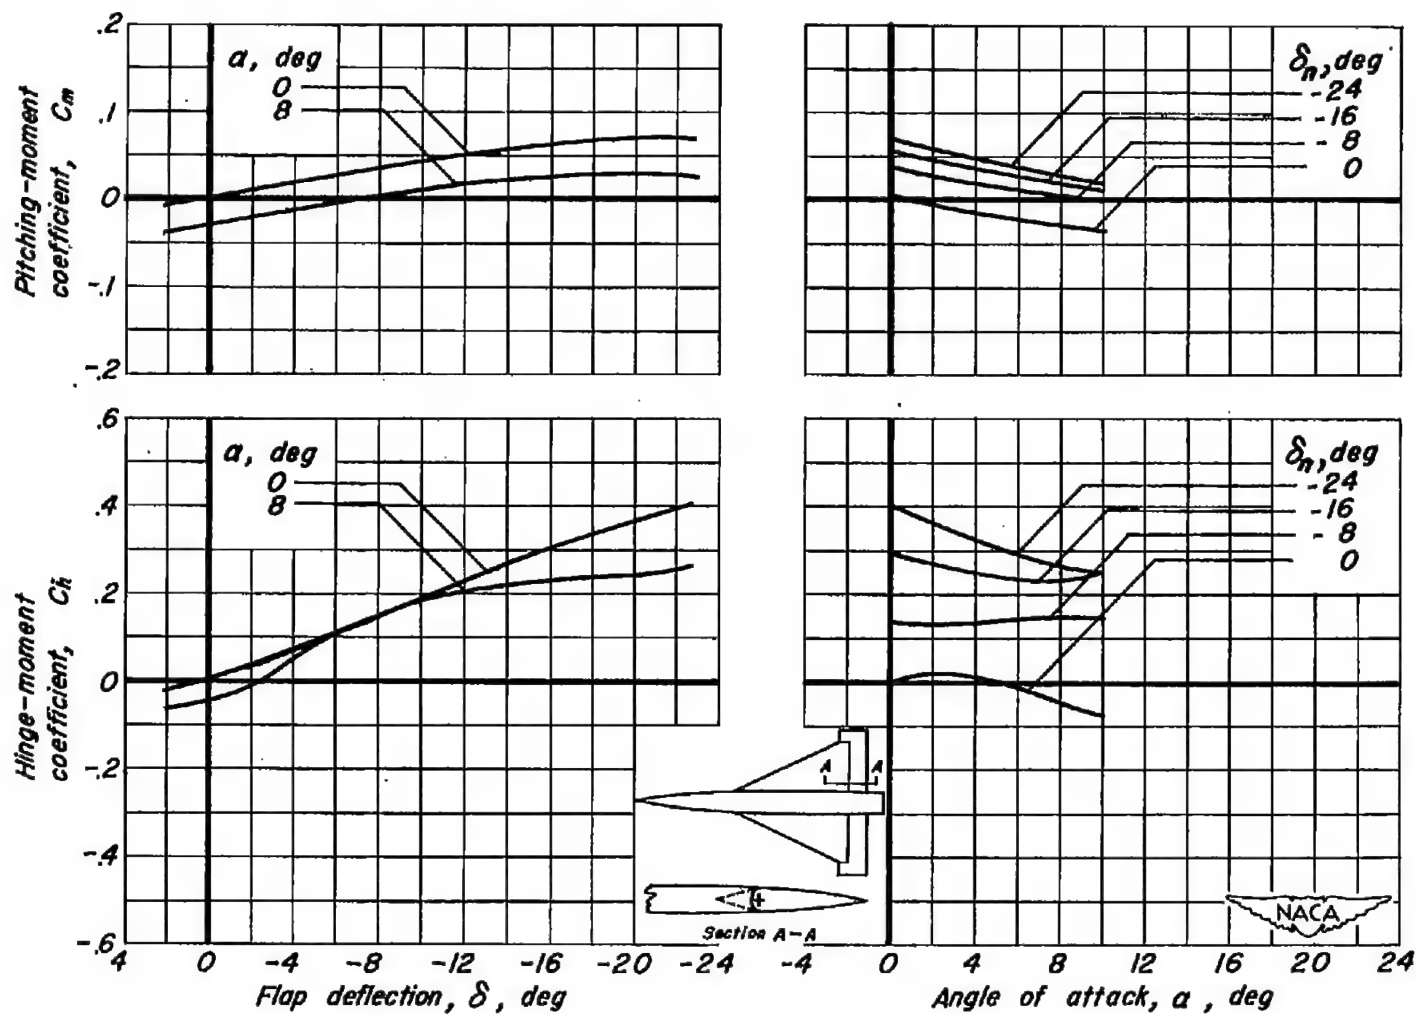 Pitching-moment
coefficient, Cm
.2
.1
0
-.1
-.2
α, deg
0
8
δn, deg
-24
-16
- 8
0
Hinge-moment
coefficient, Ch
.6
.4
.2
0
-.2
-.4
-.6
α, deg
0
8
δn, deg
-24
-16
- 8
0
A A
Section A-A
NACA
4 0 -4 -8 -12 -16 -20 -24
Flap deflection, δ, deg
-4 0 4 8 12 16 20 24
Angle of attack, α, deg